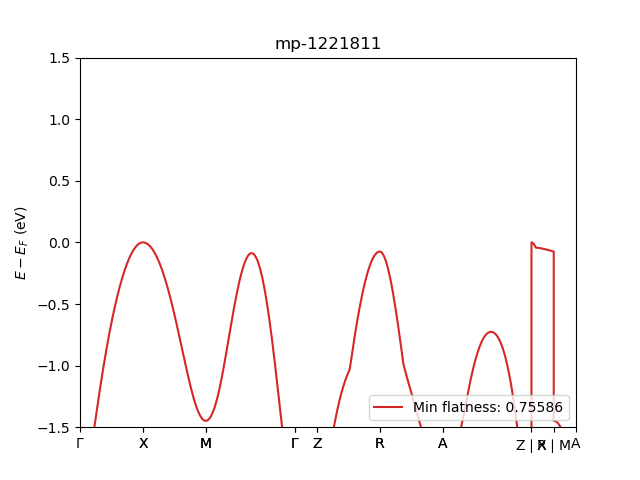 mp-1221811
1.5
1.0
0.5
0.0
−0.5
−1.0
−1.5
E − E_F (eV)
Min flatness: 0.75586
Γ X M Γ Z R A Z | X R | M A